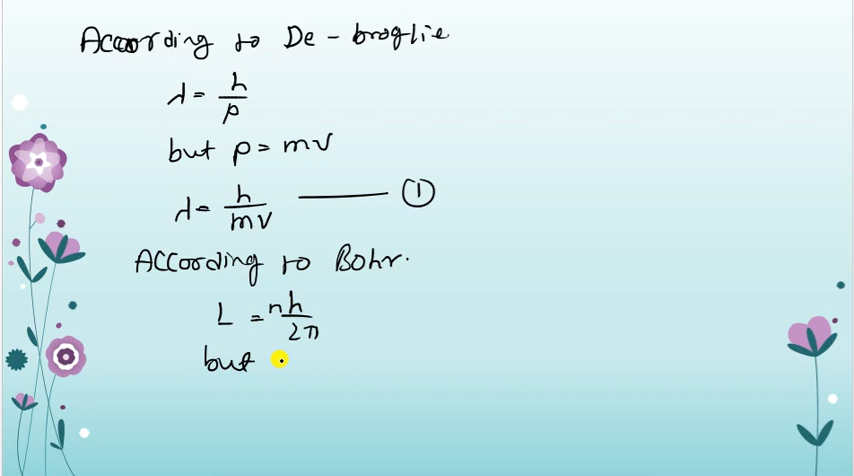 According to De-broglie
λ = h/p
but p = mv
λ = h/mv ——— ①
According to Bohr.
L = nh/2π
but